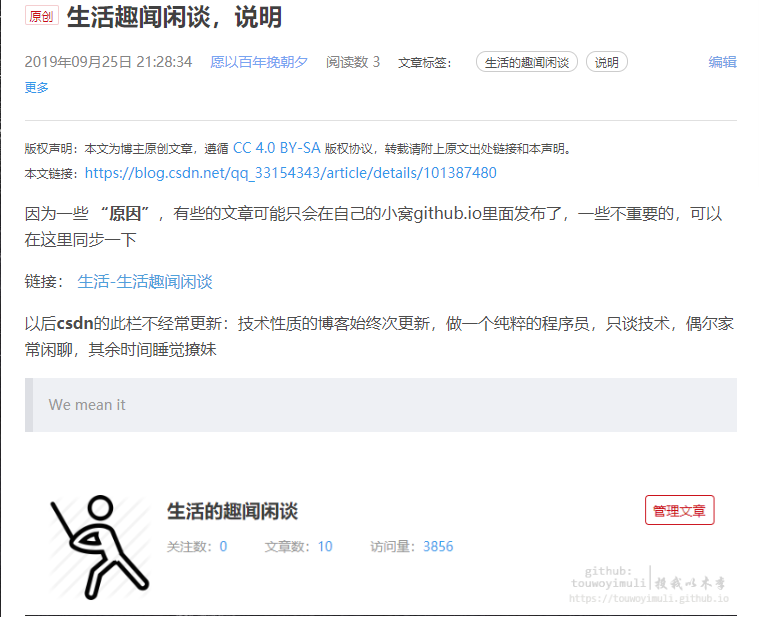 原创 生活趣闻闲谈，说明
2019年09月25日 21:28:34 愿以百年挽朝夕 阅读数 3 文章标签： 生活的趣闻闲谈 说明 编辑
更多
版权声明：本文为博主原创文章，遵循 CC 4.0 BY-SA 版权协议，转载请附上原文出处链接和本声明。
本文链接：https://blog.csdn.net/qq_33154343/article/details/101387480
因为一些 “原因” ，有些的文章可能只会在自己的小窝github.io里面发布了，一些不重要的，可以
在这里同步一下
链接： 生活-生活趣闻闲谈
以后csdn的此栏不经常更新：技术性质的博客始终次更新，做一个纯粹的程序员，只谈技术，偶尔家
常闲聊，其余时间睡觉撩妹
We mean it
生活的趣闻闲谈
管理文章
关注数：0 文章数：10 访问量：3856
github:
touwoyimuli 投我以木李
https://touwoyimuli.github.io